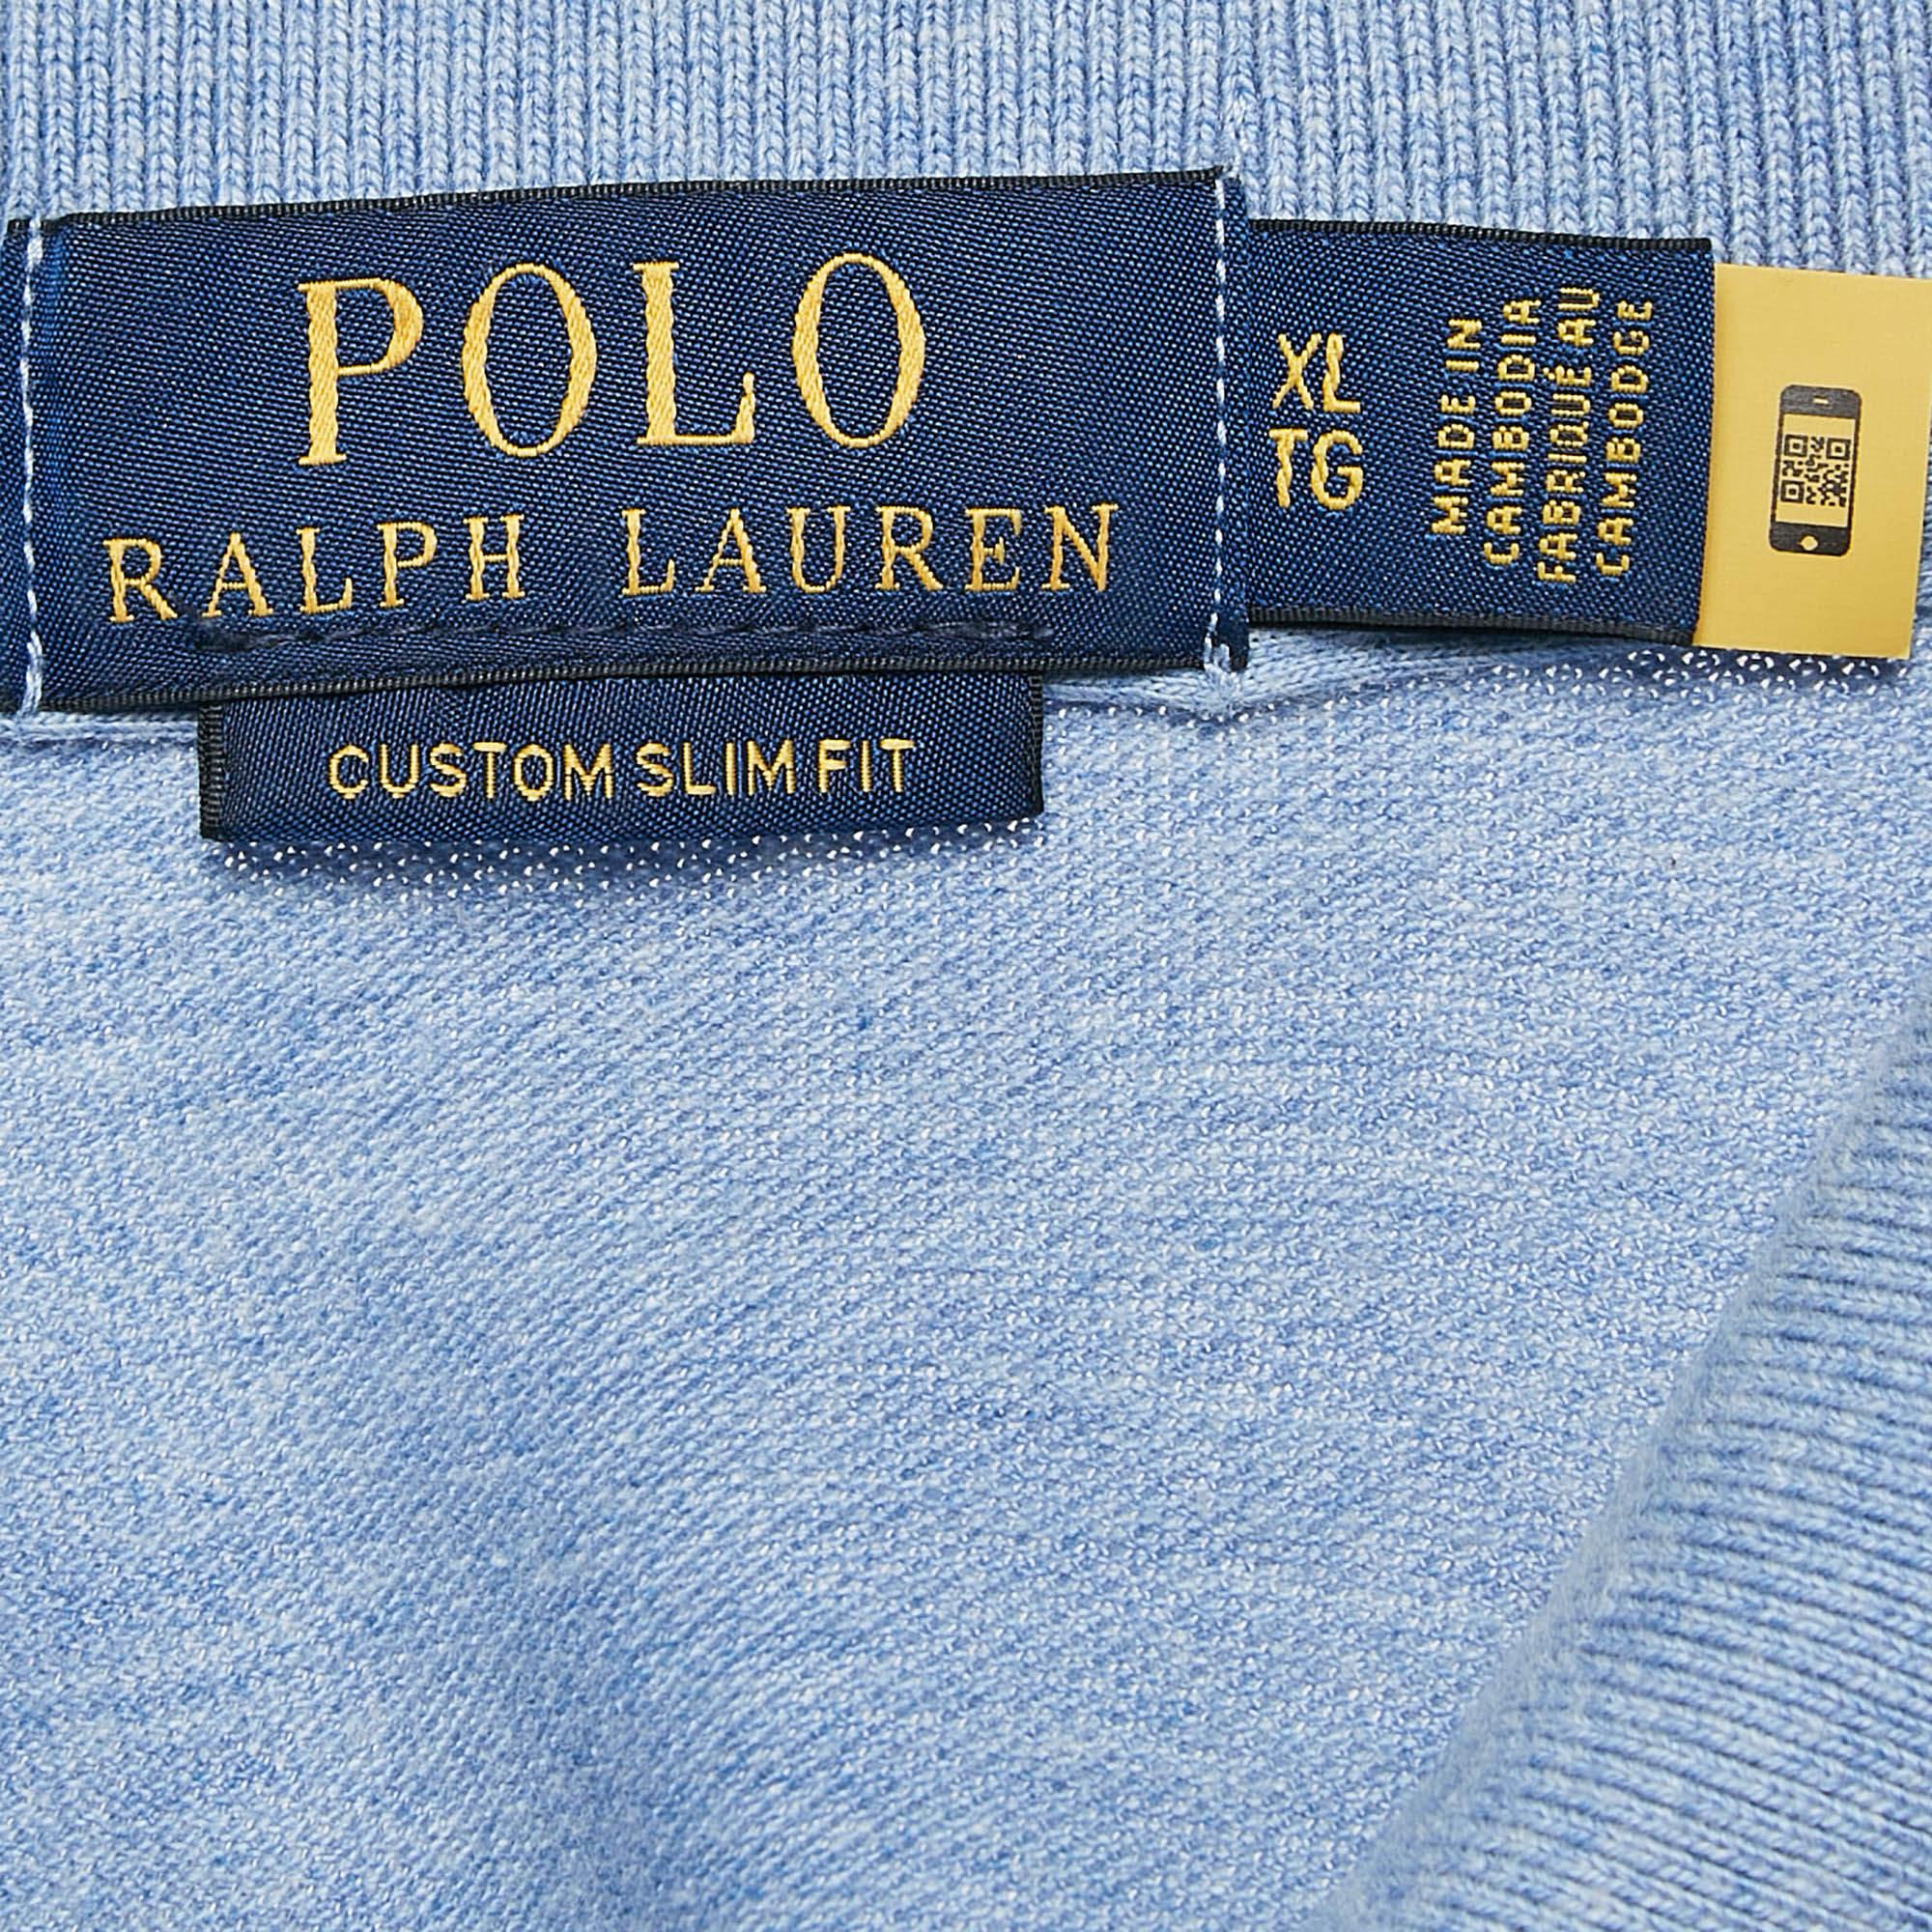 POLO
RALPH LAUREN
CUSTOM SLIM FIT
XL
TG
MADE IN
CAMBODIA
FABRIQUÉ AU
CAMBODGE